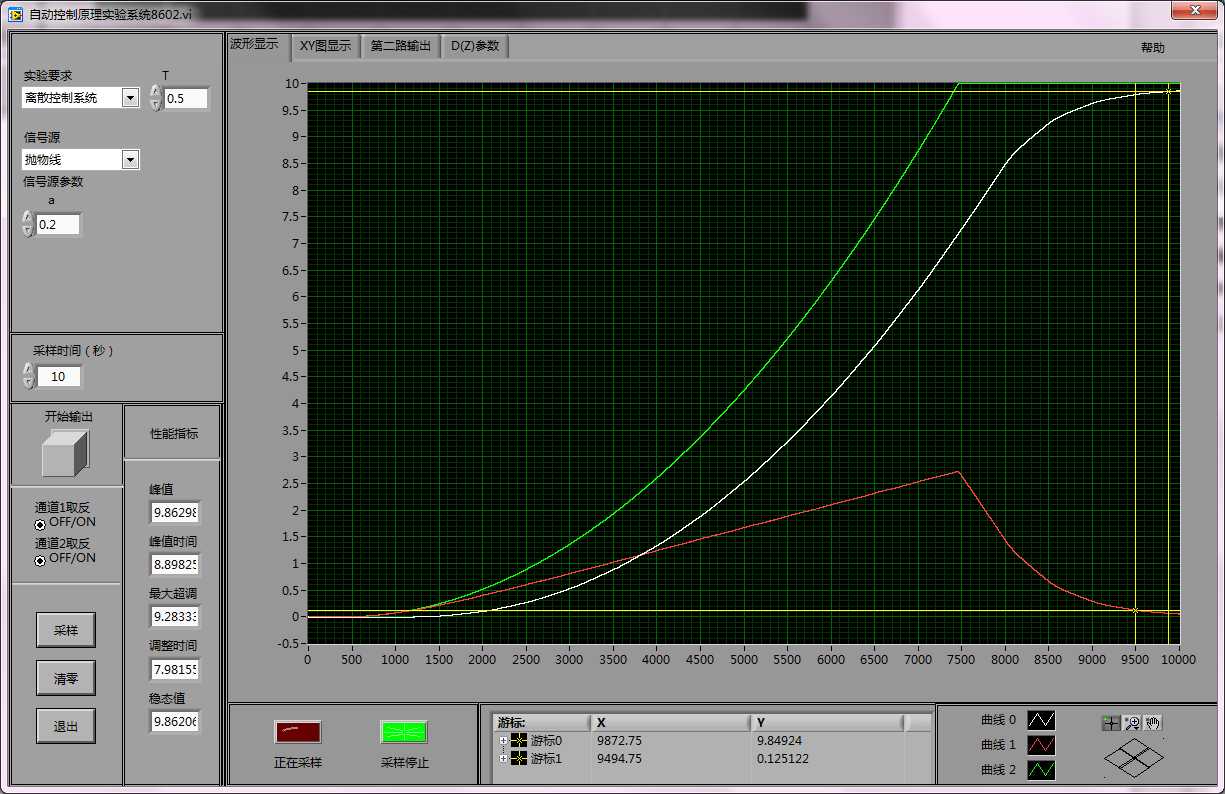 自动控制原理实验系统8602.vi
波形显示 XY图显示 第二路输出 D(Z)参数 帮助
实验要求 T
离散控制系统 0.5
信号源
抛物线
信号源参数
a
0.2
采样时间（秒）
10
开始输出 性能指标
通道1取反
OFF/ON
通道2取反
OFF/ON
采样
清零
退出
峰值
9.86298
峰值时间
8.89825
最大超调
9.28333
调整时间
7.98155
稳态值
9.86206
10
9.5
9
8.5
8
7.5
7
6.5
6
5.5
5
4.5
4
3.5
3
2.5
2
1.5
1
0.5
0
-0.5
0 500 1000 1500 2000 2500 3000 3500 4000 4500 5000 5500 6000 6500 7000 7500 8000 8500 9000 9500 10000
正在采样 采样停止
游标: X Y
游标0 9872.75 9.84924
游标1 9494.75 0.125122
曲线 0
曲线 1
曲线 2